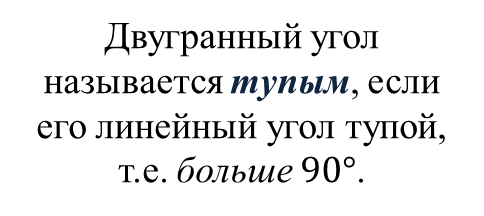 Двугранный угол
называется тупым, если
его линейный угол тупой,
т.е. больше 90°.